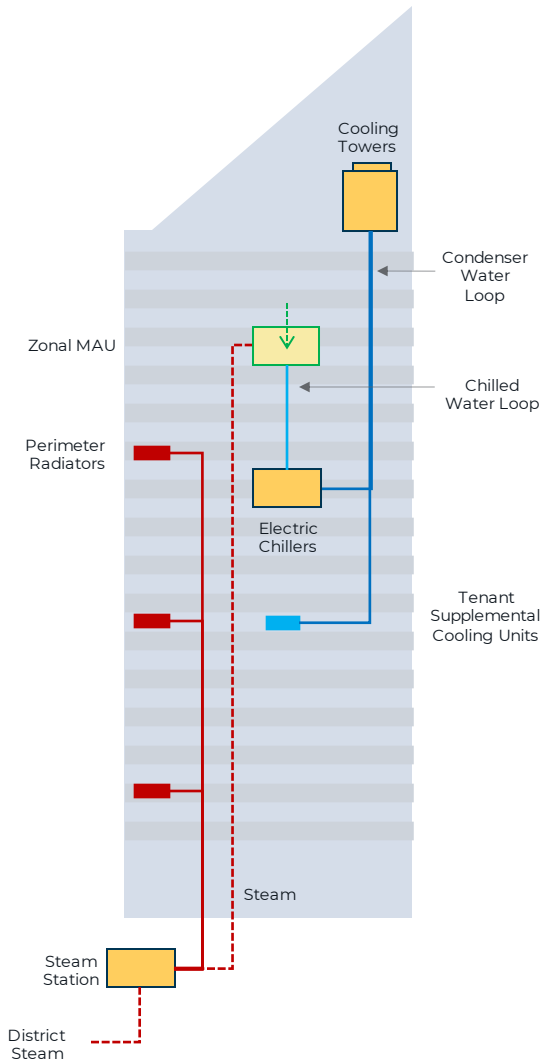 Cooling
Towers
Condenser
Water
Loop
Zonal MAU
Chilled
Water Loop
Perimeter
Radiators
Electric
Chillers
Tenant
Supplemental
Cooling Units
Steam
Steam
Station
District
Steam